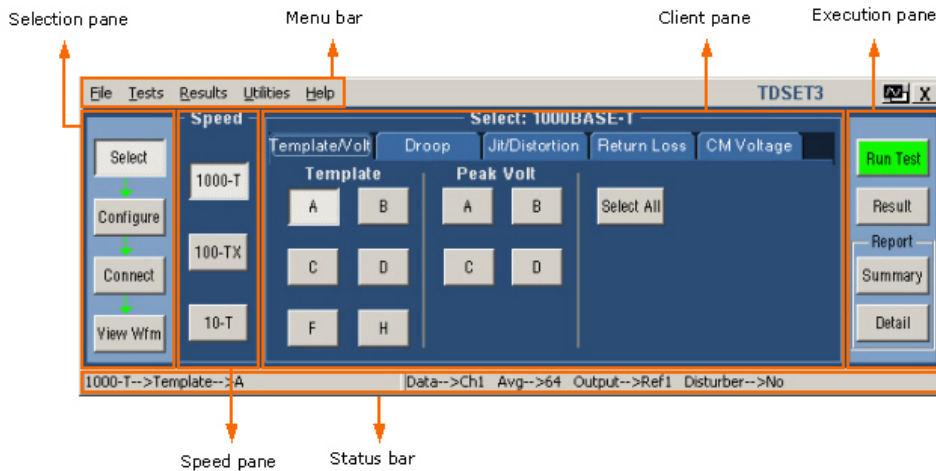 Selection pane
Menu bar
Client pane
Execution pane
File Tests Results Utilities Help
TDSET3
X
Speed
Select: 1000BASE-T
Select
Configure
Connect
View Wfm
1000-T
100-TX
10-T
Template/Volt Droop Jit/Distortion Return Loss CM Voltage
Template
A B
C D
F H
Peak Volt
A B
C D
Select All
Run Test
Result
Report
Summary
Detail
1000-T-->Template-->A
Data-->Ch1 Avg-->64 Output-->Ref1 Disturber-->No
Speed pane
Status bar